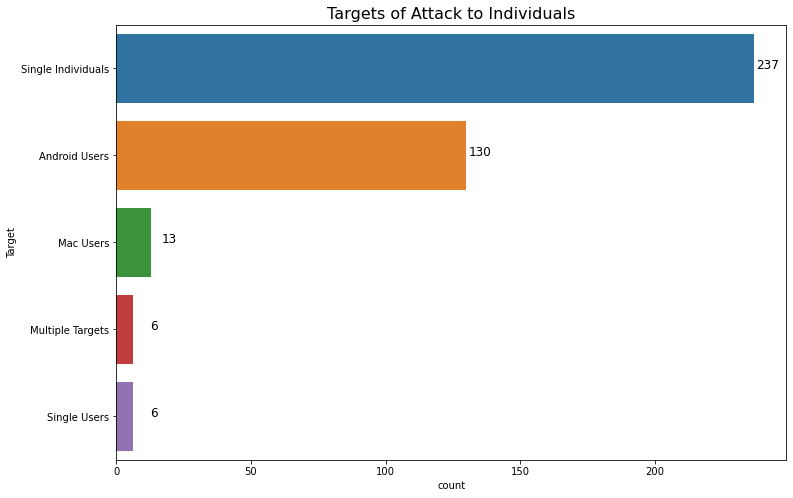 Targets of Attack to Individuals
Single Individuals
237
Android Users
130
Mac Users
13
Multiple Targets
6
Single Users
6
Target
0
50
100
150
200
count